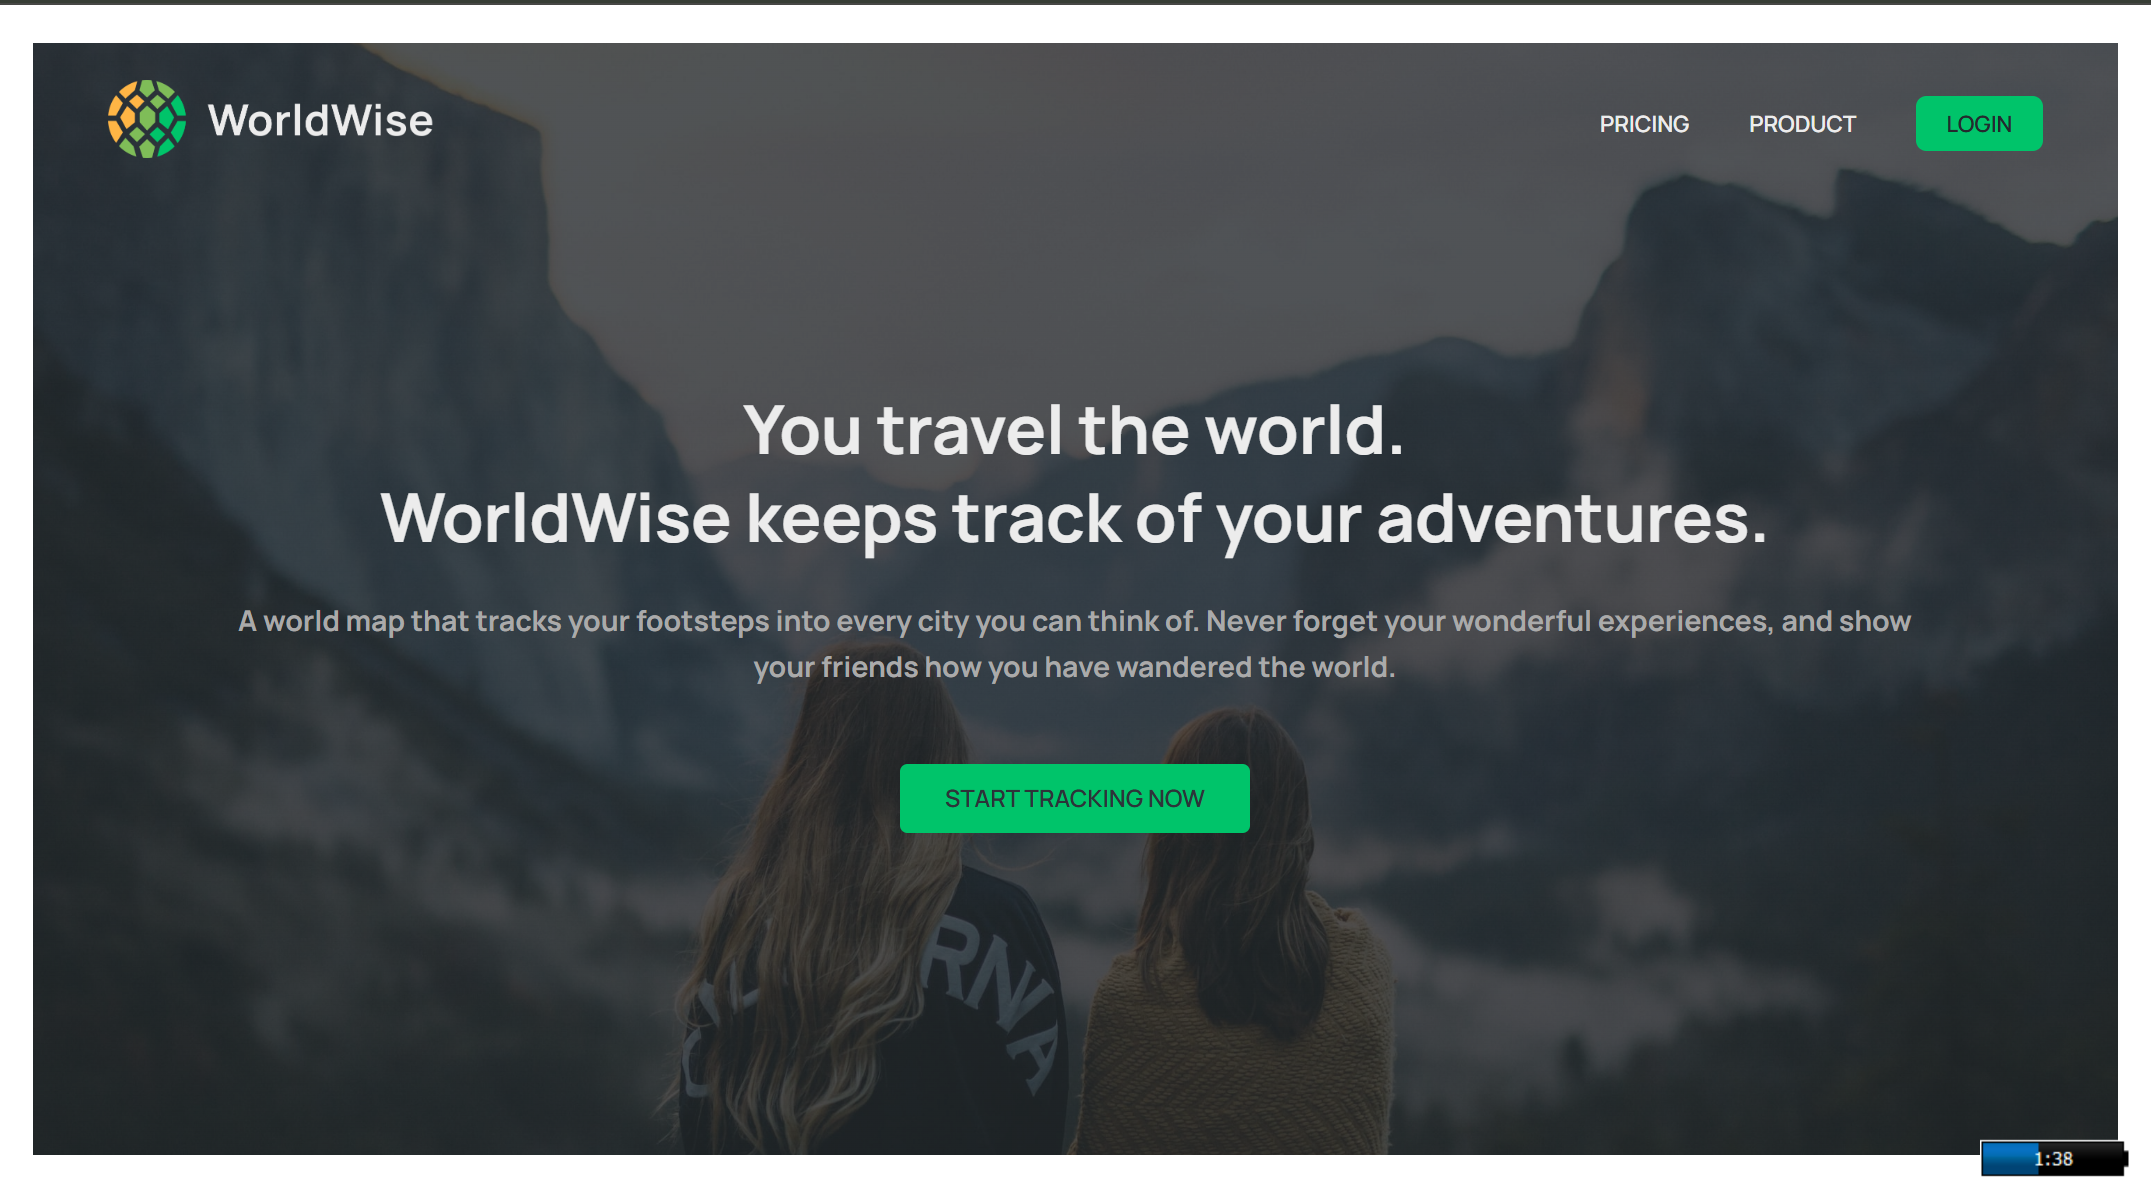 WorldWise
PRICING
PRODUCT
LOGIN
You travel the world.
WorldWise keeps track of your adventures.
A world map that tracks your footsteps into every city you can think of. Never forget your wonderful experiences, and show
your friends how you have wandered the world.
START TRACKING NOW
RNIA
1:38